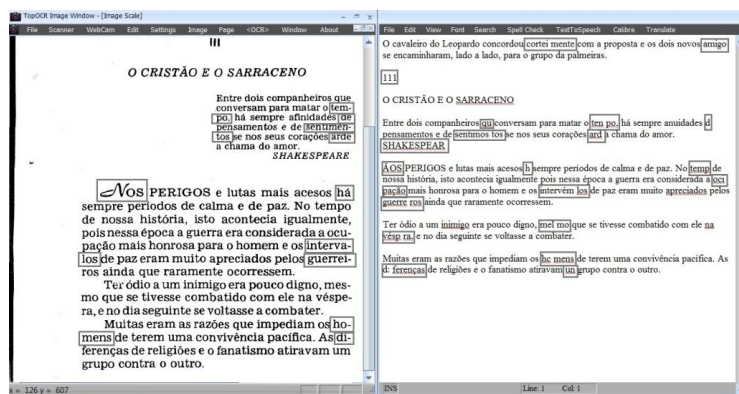 TopOCR Image Window - [Image Scale]
File Scanner WebCam Edit Settings Image Page <OCR> Window About
III
O CRISTÃO E O SARRACENO
Entre dois companheiros que
conversam para matar o tem-
po, há sempre afinidades de
pensamentos e de sentimen-
tos se nos seus corações arde
a chama do amor.
SHAKESPEARE
NOS PERIGOS e lutas mais acesos há
sempre períodos de calma e de paz. No tempo
de nossa história, isto acontecia igualmente,
pois nessa época a guerra era considerada a ocu-
pação mais honrosa para o homem e os interva-
los de paz eram muito apreciados pelos guerrei-
ros ainda que raramente ocorressem.
Ter ódio a um inimigo era pouco digno, mes-
mo que se tivesse combatido com ele na véspe-
ra, e no dia seguinte se voltasse a combater.
Muitas eram as razões que impediam os ho-
mens de terem uma convivência pacífica. As di-
ferenças de religiões e o fanatismo atiravam um
grupo contra o outro.
x = 126 y = 607
File Edit View Font Search Spell Check TextToSpeech Calibre Translate
O cavaleiro do Leopardo concordou cortei mente com a proposta e os dois novos amigo
se encaminharam, lado a lado, para o grupo da palmeiras.
111
O CRISTÃO E O SARRACENO
Entre dois companheiros qu conversam para matar o ten po, há sempre anuidades d
pensamentos e de sentimos tos se nos seus corações ard a chama do amor.
SHAKESPEAR
ÃOS PERIGOS e lutas mais acesos h sempre períodos de calma e de paz. No temp de
nossa história, isto acontecia igualmente pois nessa época a guerra era considerada a oci
pação mais honrosa para o homem e os intervém los de paz eram muito apreciados pelos
guerre ros ainda que raramente ocorressem.
Ter ódio a um inimigo era pouco digno, mel mo que se tivesse combatido com ele na
vésp ra, e no dia seguinte se voltasse a combater.
Muitas eram as razões que impediam os hc mens de terem uma convivência pacífica. As
d: ferenças de religiões e o fanatismo atiravam un grupo contra o outro.
INS Line: 1 Col: 1